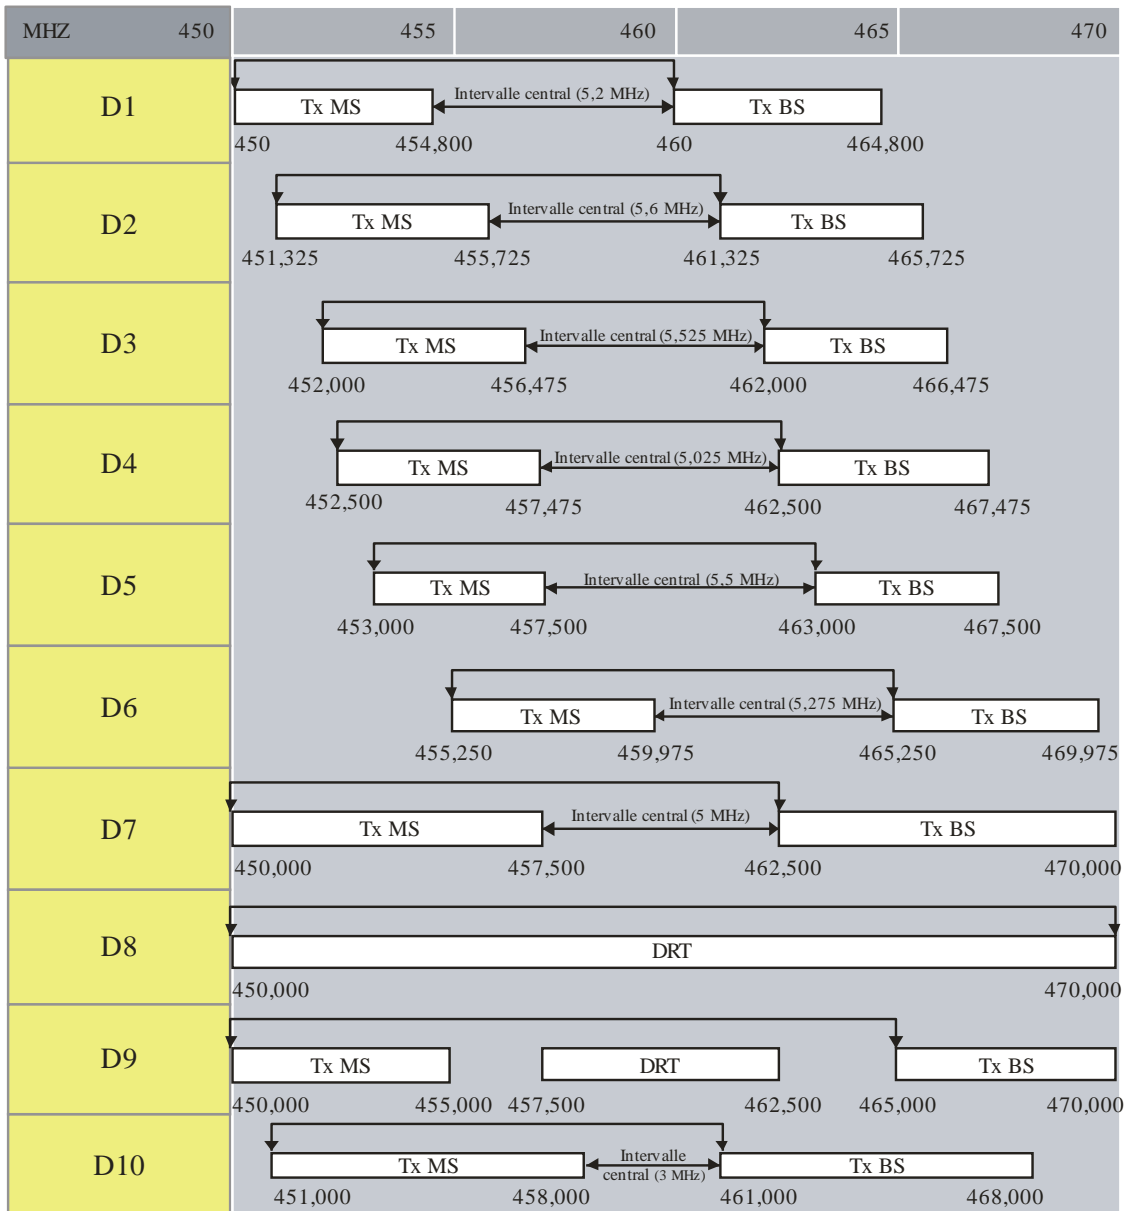 MHZ 450 455 460 465 470
D1
Intervalle central (5,2 MHz)
Tx MS Tx BS
450 454,800 460 464,800
D2
Intervalle central (5,6 MHz)
Tx MS Tx BS
451,325 455,725 461,325 465,725
D3
Intervalle central (5,525 MHz)
Tx MS Tx BS
452,000 456,475 462,000 466,475
D4
Intervalle central (5,025 MHz)
Tx MS Tx BS
452,500 457,475 462,500 467,475
D5
Intervalle central (5,5 MHz)
Tx MS Tx BS
453,000 457,500 463,000 467,500
D6
Intervalle central (5,275 MHz)
Tx MS Tx BS
455,250 459,975 465,250 469,975
D7
Intervalle central (5 MHz)
Tx MS Tx BS
450,000 457,500 462,500 470,000
D8
DRT
450,000 470,000
D9
Tx MS DRT Tx BS
450,000 455,000 457,500 462,500 465,000 470,000
D10
Tx MS Intervalle Tx BS
central (3 MHz)
451,000 458,000 461,000 468,000